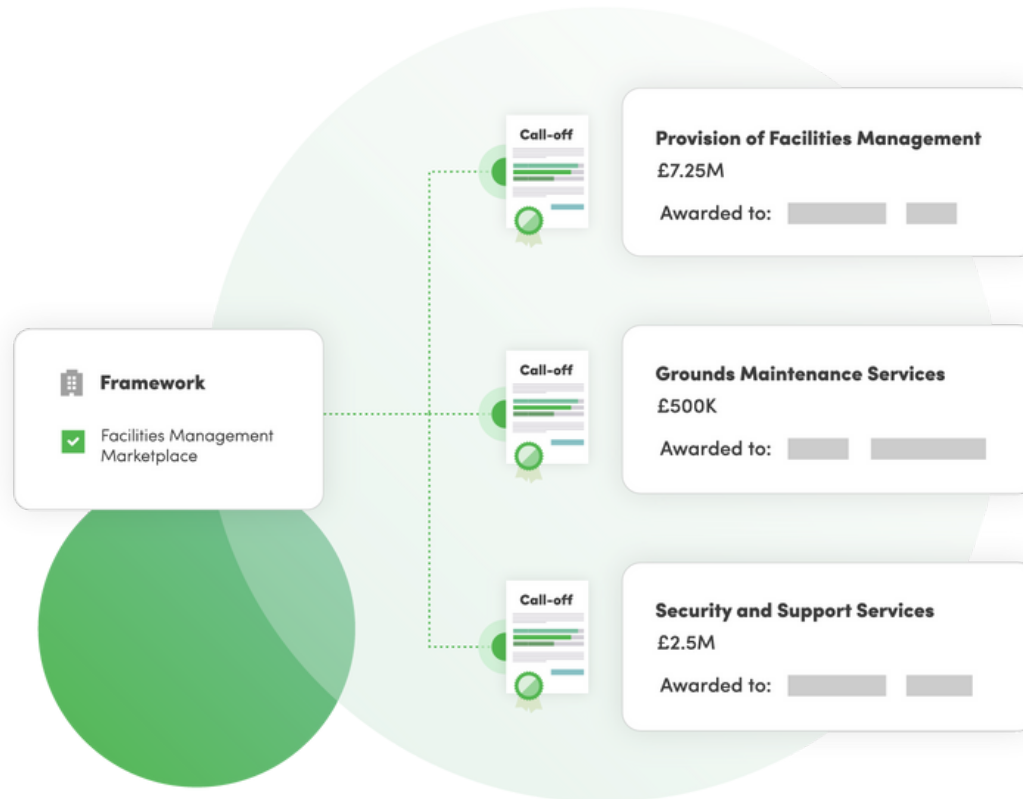 Framework
Facilities Management
Marketplace
Call-off
Provision of Facilities Management
£7.25M
Awarded to:
Call-off
Grounds Maintenance Services
£500K
Awarded to:
Call-off
Security and Support Services
£2.5M
Awarded to: